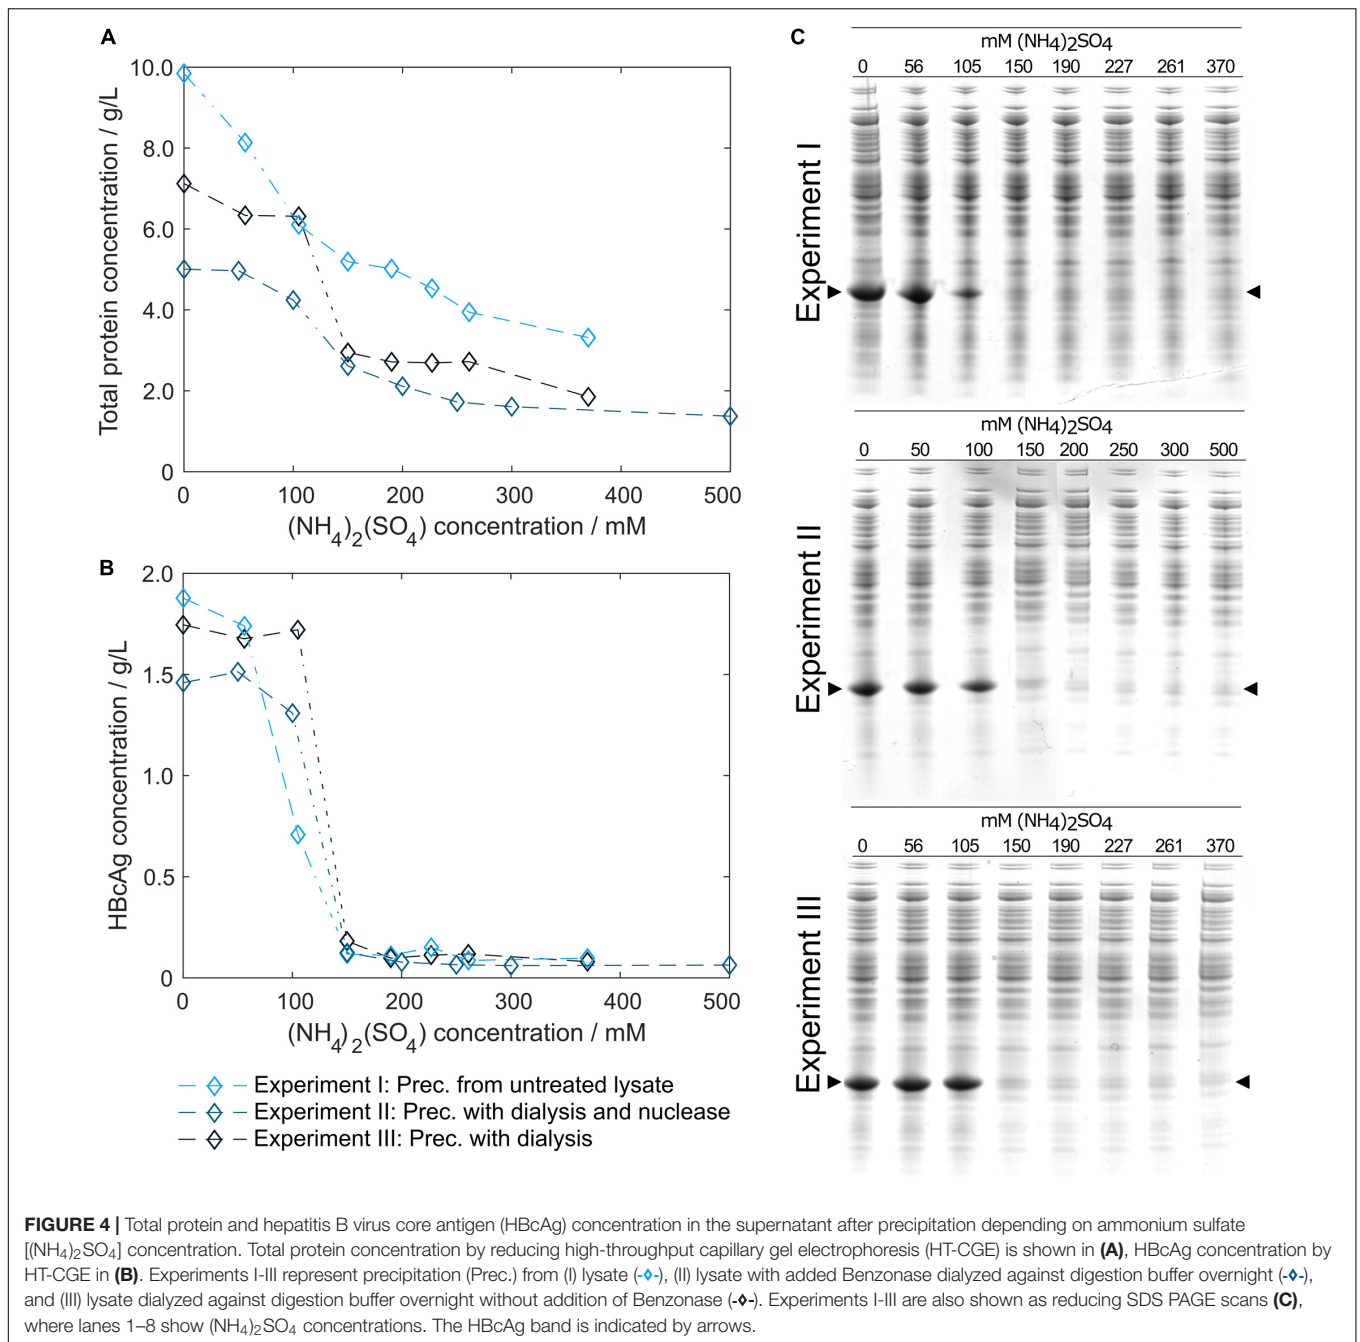 A
Total protein concentration / g/L
10.0
8.0
6.0
4.0
2.0
0
0 100 200 300 400 500
(NH4)2(SO4) concentration / mM
B
HBcAg concentration / g/L
2.0
1.5
1.0
0.5
0
0 100 200 300 400 500
(NH4)2(SO4) concentration / mM
Experiment I: Prec. from untreated lysate
Experiment II: Prec. with dialysis and nuclease
Experiment III: Prec. with dialysis
C
mM (NH4)2SO4
0 56 105 150 190 227 261 370
Experiment I
mM (NH4)2SO4
0 50 100 150 200 250 300 500
Experiment II
mM (NH4)2SO4
0 56 105 150 190 227 261 370
Experiment III
FIGURE 4 | Total protein and hepatitis B virus core antigen (HBcAg) concentration in the supernatant after precipitation depending on ammonium sulfate
[(NH4)2SO4] concentration. Total protein concentration by reducing high-throughput capillary gel electrophoresis (HT-CGE) is shown in (A), HBcAg concentration by
HT-CGE in (B). Experiments I-III represent precipitation (Prec.) from (I) lysate (-⋄-), (II) lysate with added Benzonase dialyzed against digestion buffer overnight (-⋄-),
and (III) lysate dialyzed against digestion buffer overnight without addition of Benzonase (-⋄-). Experiments I-III are also shown as reducing SDS PAGE scans (C),
where lanes 1–8 show (NH4)2SO4 concentrations. The HBcAg band is indicated by arrows.